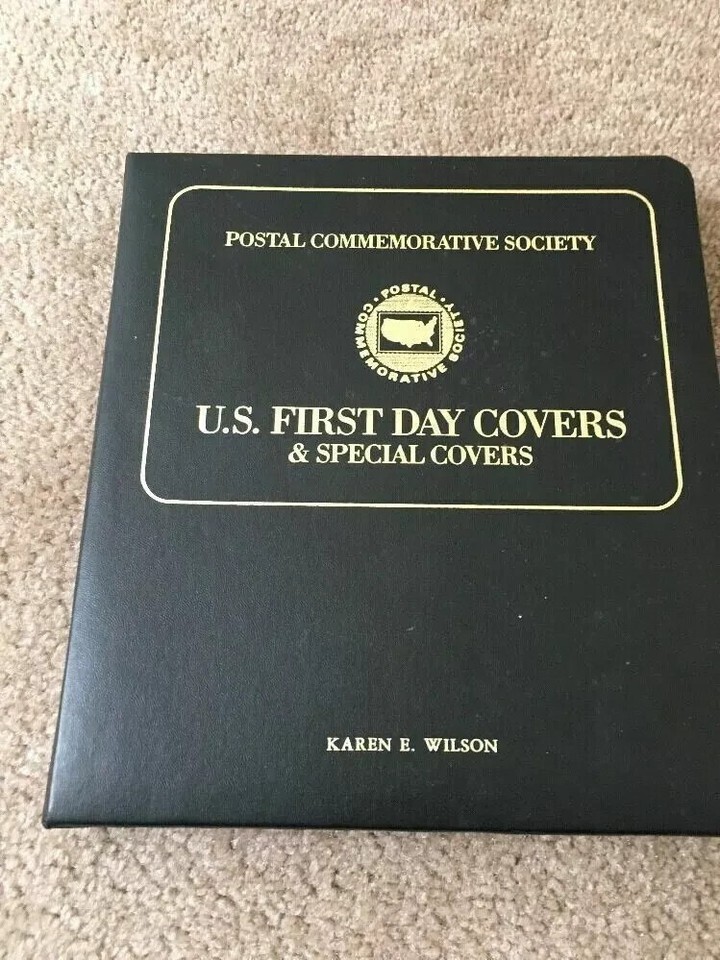 POSTAL COMMEMORATIVE SOCIETY
• POSTAL •
COMMEMORATIVE SOCIETY
U.S. FIRST DAY COVERS
& SPECIAL COVERS
KAREN E. WILSON